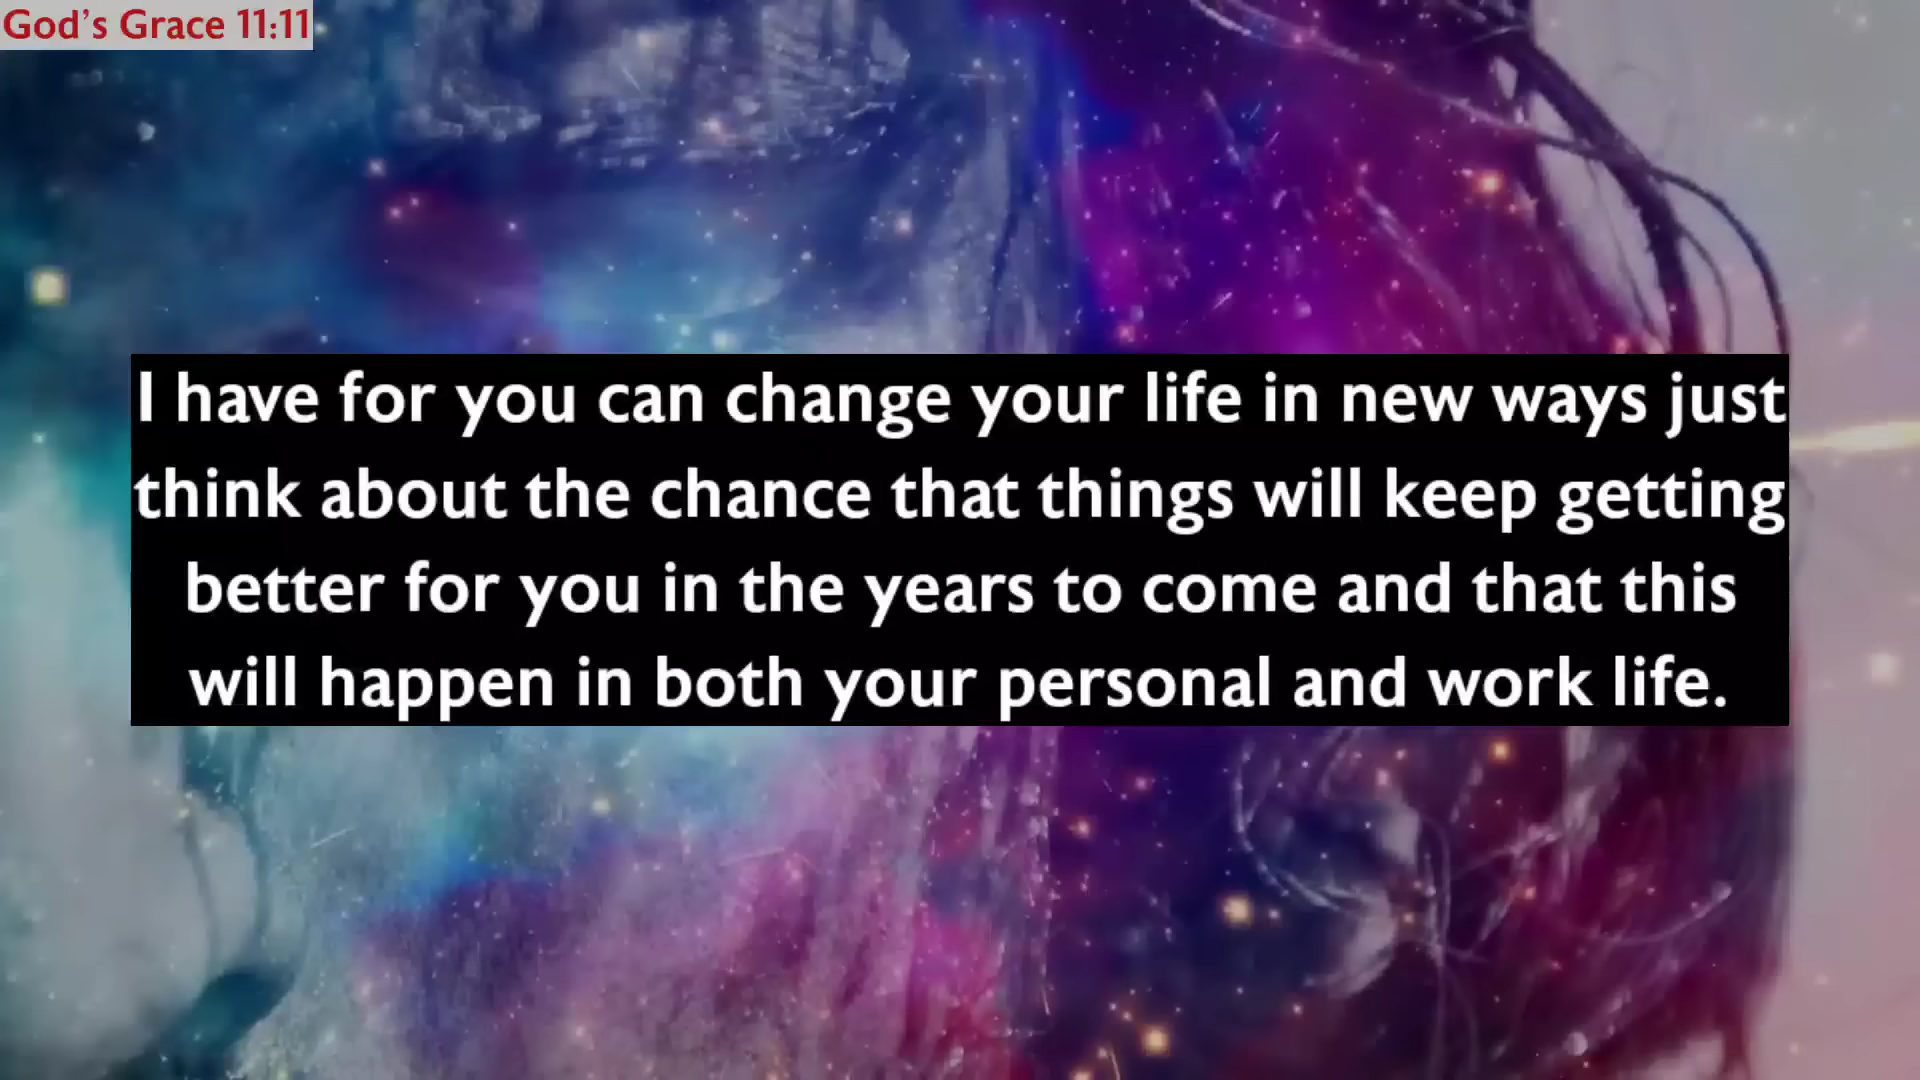 God's Grace 11:11
I have for you can change your life in new ways just
think about the chance that things will keep getting
better for you in the years to come and that this
will happen in both your personal and work life.